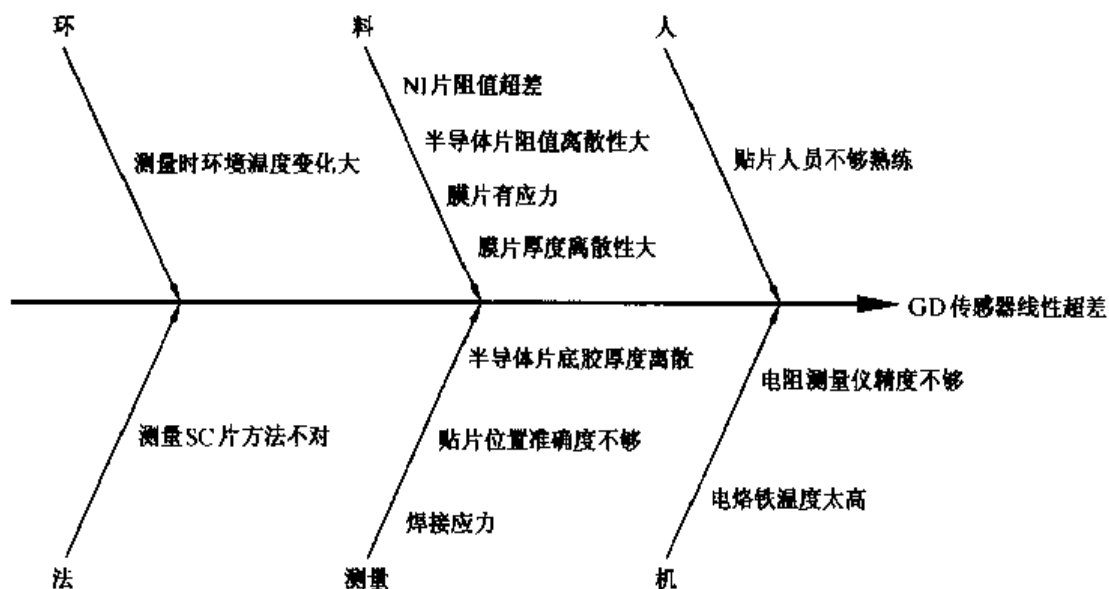 环
料
人
NI片阻值超差
半导体片阻值离散性大
测量时环境温度变化大
贴片人员不够熟练
膜片有应力
膜片厚度离散性大
GD传感器线性超差
半导体片底胶厚度离散
电阻测量仪精度不够
测量SC片方法不对
贴片位置准确度不够
电烙铁温度太高
焊接应力
法
测量
机